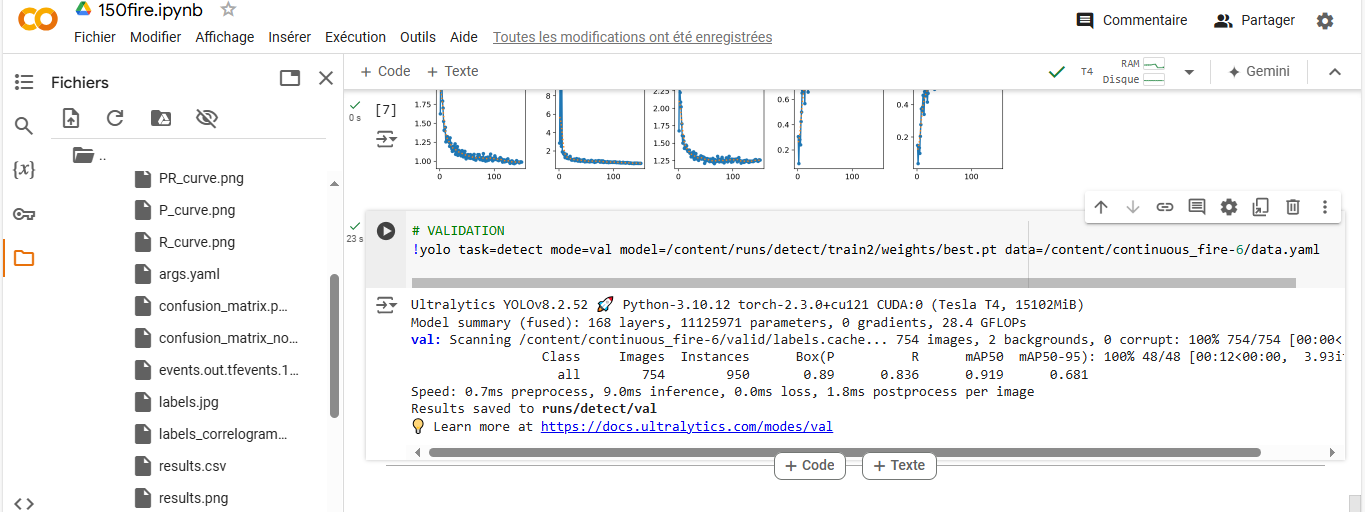 150fire.ipynb
Commentaire
Partager
Fichier Modifier Affichage Insérer Exécution Outils Aide Toutes les modifications ont été enregistrées
Fichiers
..
PR_curve.png
P_curve.png
R_curve.png
args.yaml
confusion_matrix.p…
confusion_matrix_no…
events.out.tfevents.1…
labels.jpg
labels_correlogram…
results.csv
results.png
+ Code + Texte
T4 RAM
Disque
Gemini
0 s
[7]
1.75
1.50
1.25
1.00
0 100
8
6
4
2
0 100
2.25
2.00
1.75
1.50
1.25
0 100
0.6
0.4
0.2
0 100
0.4
0.2
0 100
23 s
# VALIDATION
!yolo task=detect mode=val model=/content/runs/detect/train2/weights/best.pt data=/content/continuous_fire-6/data.yaml
Ultralytics YOLOv8.2.52 🚀 Python-3.10.12 torch-2.3.0+cu121 CUDA:0 (Tesla T4, 15102MiB)
Model summary (fused): 168 layers, 11125971 parameters, 0 gradients, 28.4 GFLOPs
val: Scanning /content/continuous_fire-6/valid/labels.cache... 754 images, 2 backgrounds, 0 corrupt: 100% 754/754 [00:00<
Class Images Instances Box(P R mAP50 mAP50-95): 100% 48/48 [00:12<00:00, 3.93i
all 754 950 0.89 0.836 0.919 0.681
Speed: 0.7ms preprocess, 9.0ms inference, 0.0ms loss, 1.8ms postprocess per image
Results saved to runs/detect/val
💡 Learn more at https://docs.ultralytics.com/modes/val
+ Code + Texte